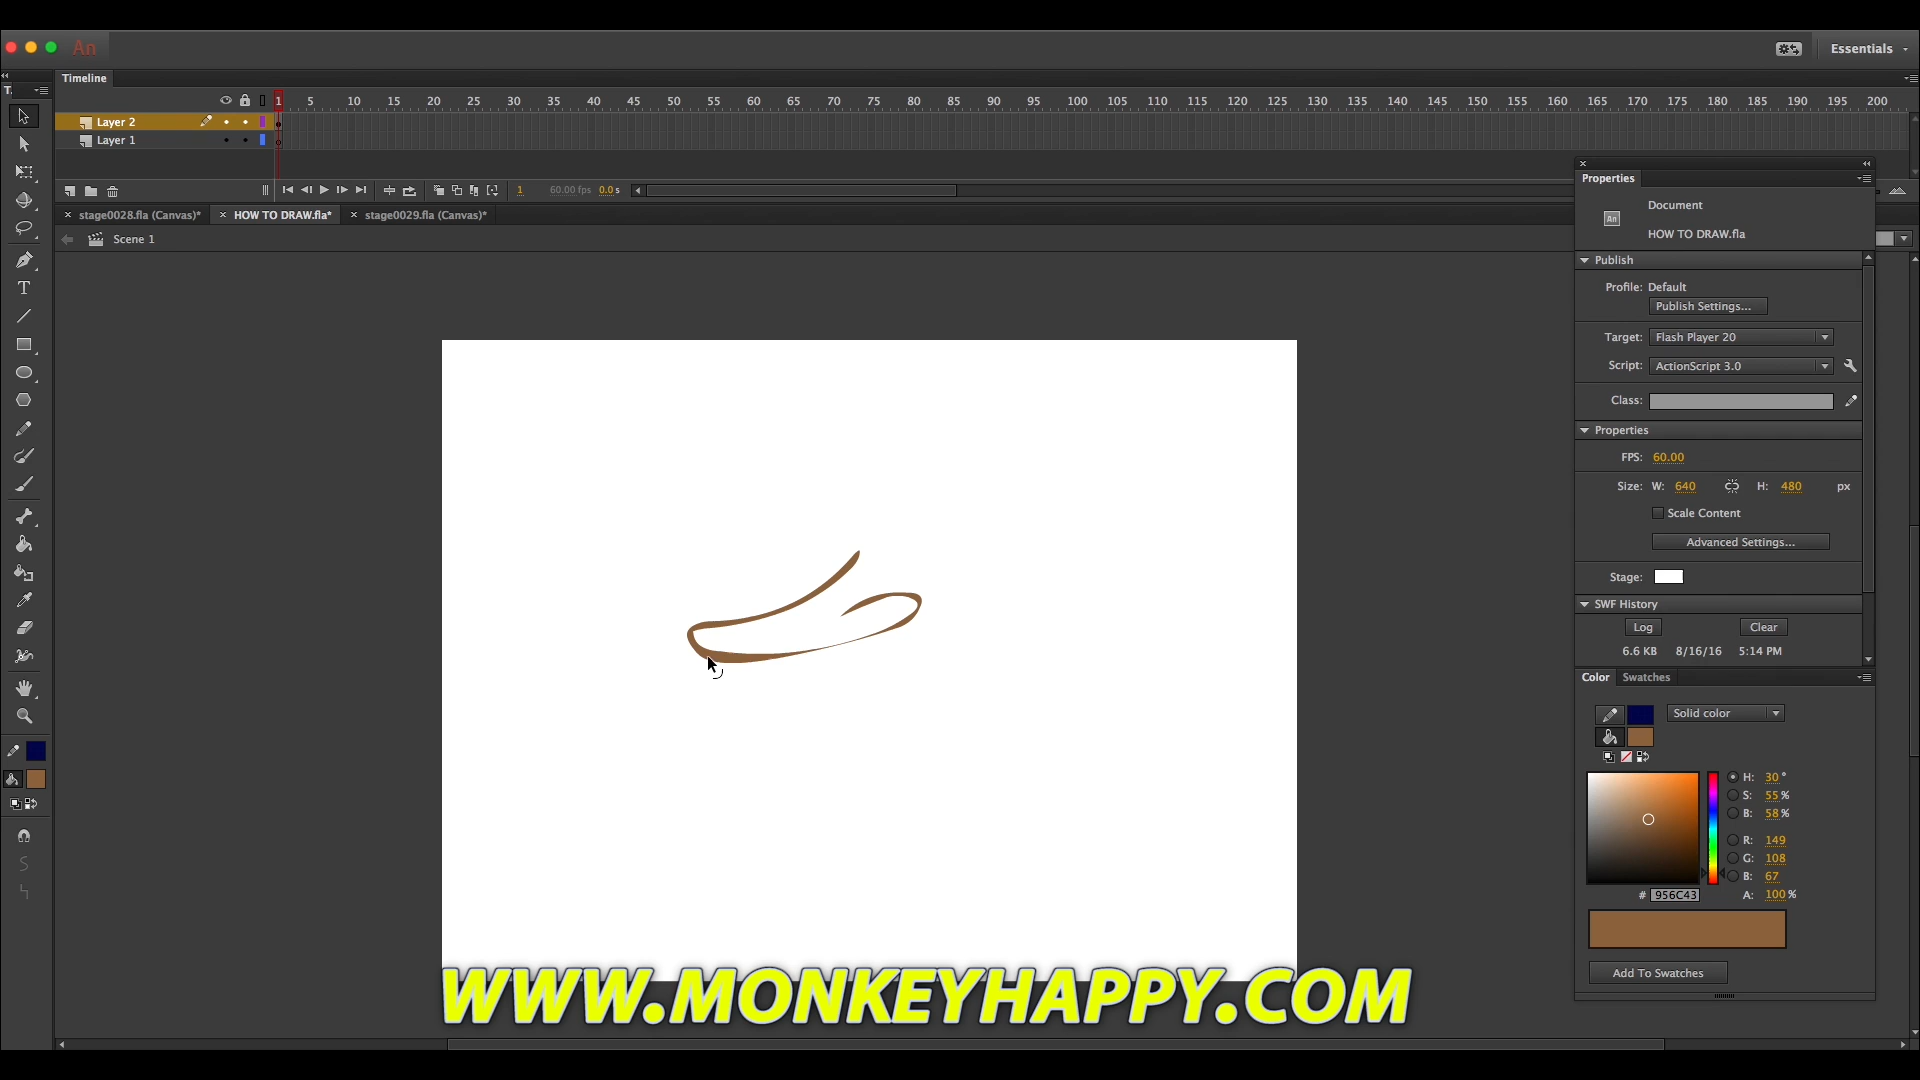 An
Essentials
Timeline
T.
1 5 10 15 20 25 30 35 40 45 50 55 60 65 70 75 80 85 90 95 100 105 110 115 120 125 130 135 140 145 150 155 160 165 170 175 180 185 190 195 200
Layer 2
Layer 1
1 60.00 fps 0.0 s
Properties
stage0028.fla (Canvas)* HOW TO DRAW.fla* stage0029.fla (Canvas)*
Scene 1
Document
An
HOW TO DRAW.fla
Publish
Profile: Default
Publish Settings...
Target: Flash Player 20
Script: ActionScript 3.0
Class:
Properties
FPS: 60.00
Size: W: 640 H: 480 px
Scale Content
Advanced Settings...
Stage:
SWF History
Log Clear
6.6 KB 8/16/16 5:14 PM
Color Swatches
Solid color
H: 30 °
S: 55 %
B: 58 %
R: 149
G: 108
B: 67
# 956C43 A: 100 %
Add To Swatches
WWW.MONKEYHAPPY.COM